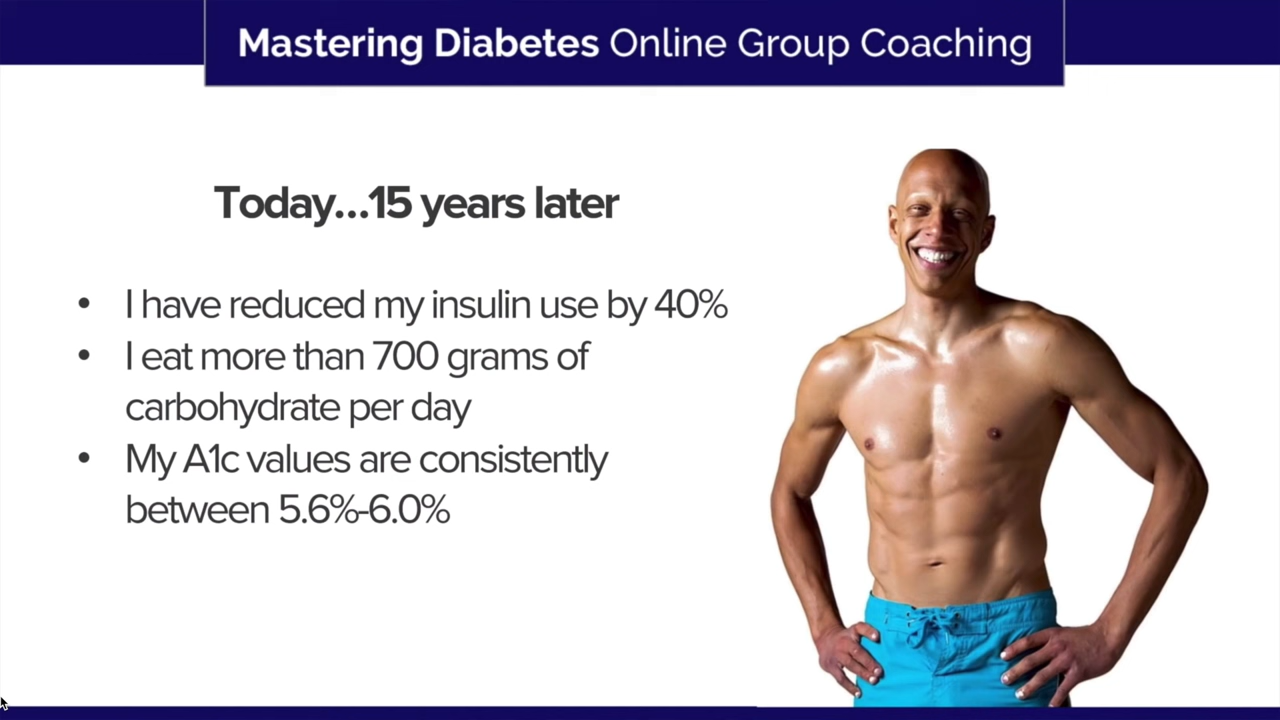 Mastering Diabetes Online Group Coaching
Today...15 years later
• I have reduced my insulin use by 40%
• I eat more than 700 grams of
carbohydrate per day
• My A1c values are consistently
between 5.6%-6.0%